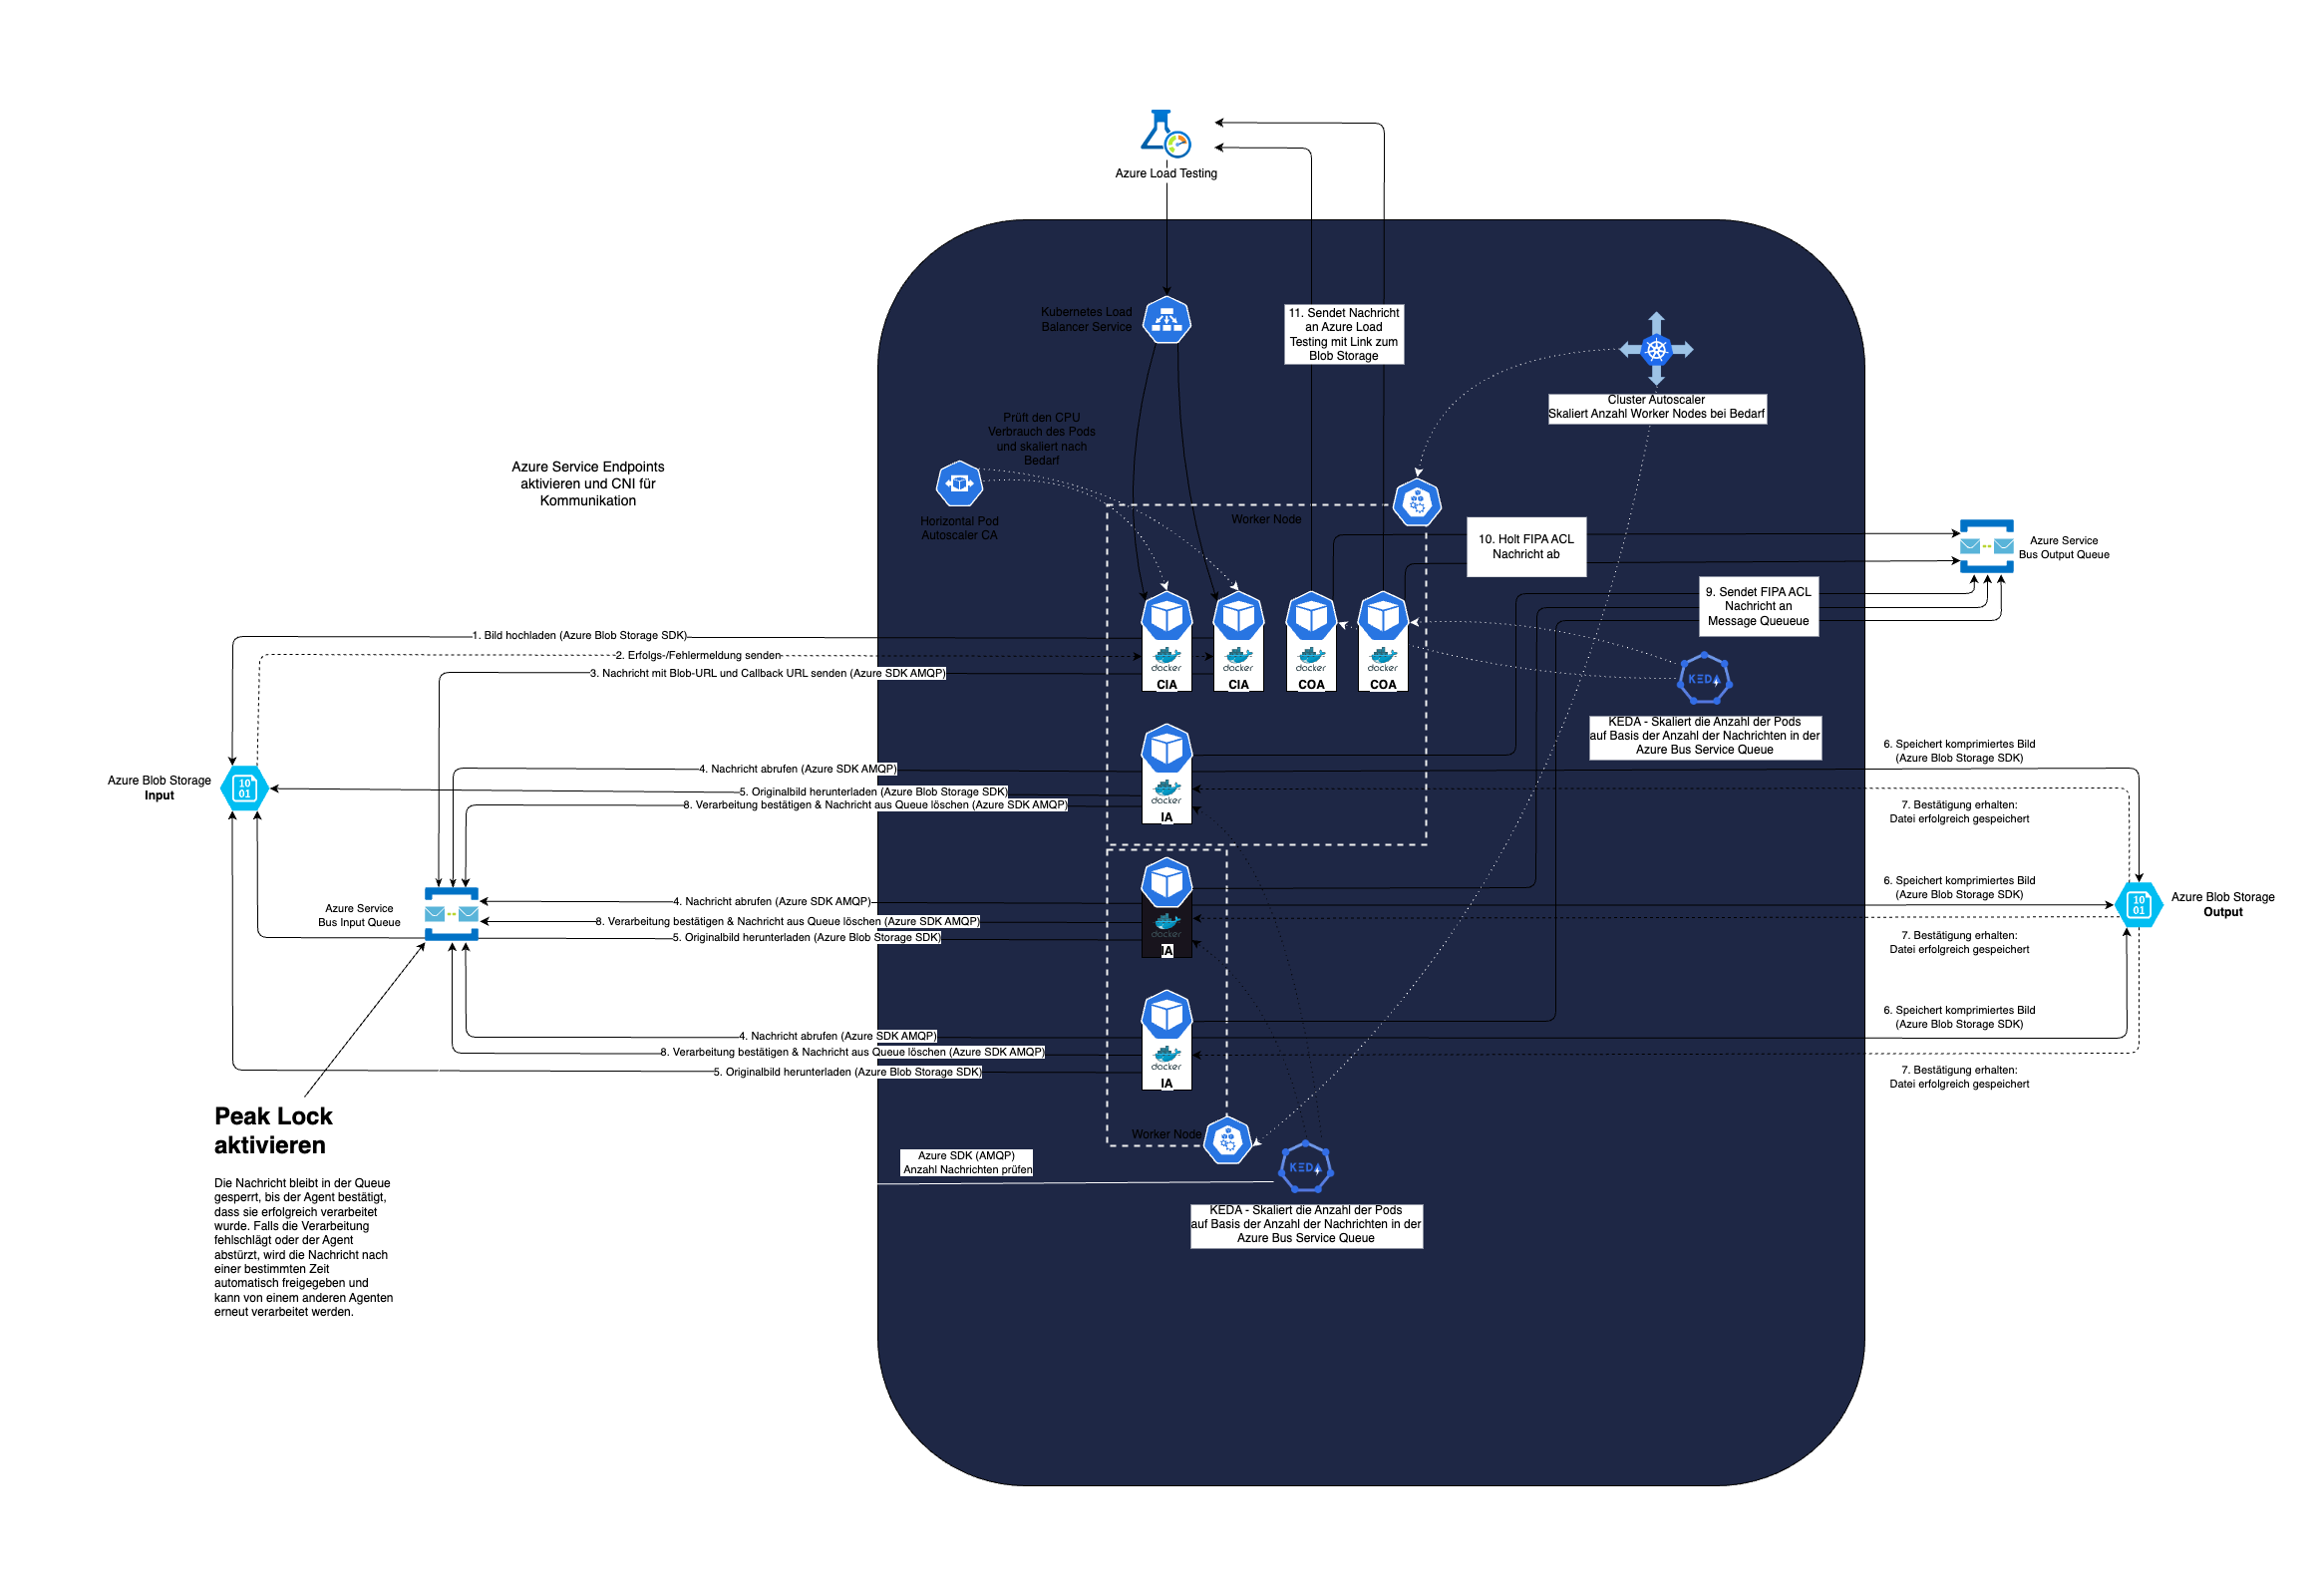 Azure Load Testing
Kubernetes Load
Balancer Service
11. Sendet Nachricht
an Azure Load
Testing mit Link zum
Blob Storage
Cluster Autoscaler
Skaliert Anzahl Worker Nodes bei Bedarf
Prüft den CPU
Verbrauch des Pods
und skaliert nach
Bedarf
Azure Service Endpoints
aktivieren und CNI für
Kommunikation
Horizontal Pod
Autoscaler CA
Worker Node
10. Holt FIPA ACL
Nachricht ab
Azure Service
Bus Output Queue
9. Sendet FIPA ACL
Nachricht an
Message Queueue
1. Bild hochladen (Azure Blob Storage SDK)
2. Erfolgs-/Fehlermeldung senden
3. Nachricht mit Blob-URL und Callback URL senden (Azure SDK AMQP)
docker
CIA
docker
CIA
docker
COA
docker
COA
KEDA
KEDA - Skaliert die Anzahl der Pods
auf Basis der Anzahl der Nachrichten in der
Azure Bus Service Queue
6. Speichert komprimiertes Bild
(Azure Blob Storage SDK)
Azure Blob Storage
Input
10
01
4. Nachricht abrufen (Azure SDK AMQP)
5. Originalbild herunterladen (Azure Blob Storage SDK)
8. Verarbeitung bestätigen & Nachricht aus Queue löschen (Azure SDK AMQP)
docker
IA
7. Bestätigung erhalten:
Datei erfolgreich gespeichert
Azure Service
Bus Input Queue
4. Nachricht abrufen (Azure SDK AMQP)
8. Verarbeitung bestätigen & Nachricht aus Queue löschen (Azure SDK AMQP)
5. Originalbild herunterladen (Azure Blob Storage SDK)
docker
IA
6. Speichert komprimiertes Bild
(Azure Blob Storage SDK)
10
01
Azure Blob Storage
Output
7. Bestätigung erhalten:
Datei erfolgreich gespeichert
4. Nachricht abrufen (Azure SDK AMQP)
8. Verarbeitung bestätigen & Nachricht aus Queue löschen (Azure SDK AMQP)
5. Originalbild herunterladen (Azure Blob Storage SDK)
docker
IA
6. Speichert komprimiertes Bild
(Azure Blob Storage SDK)
7. Bestätigung erhalten:
Datei erfolgreich gespeichert
Peak Lock
aktivieren
Die Nachricht bleibt in der Queue
gesperrt, bis der Agent bestätigt,
dass sie erfolgreich verarbeitet
wurde. Falls die Verarbeitung
fehlschlägt oder der Agent
abstürzt, wird die Nachricht nach
einer bestimmten Zeit
automatisch freigegeben und
kann von einem anderen Agenten
erneut verarbeitet werden.
Worker Node
Azure SDK (AMQP)
Anzahl Nachrichten prüfen
KEDA
KEDA - Skaliert die Anzahl der Pods
auf Basis der Anzahl der Nachrichten in der
Azure Bus Service Queue